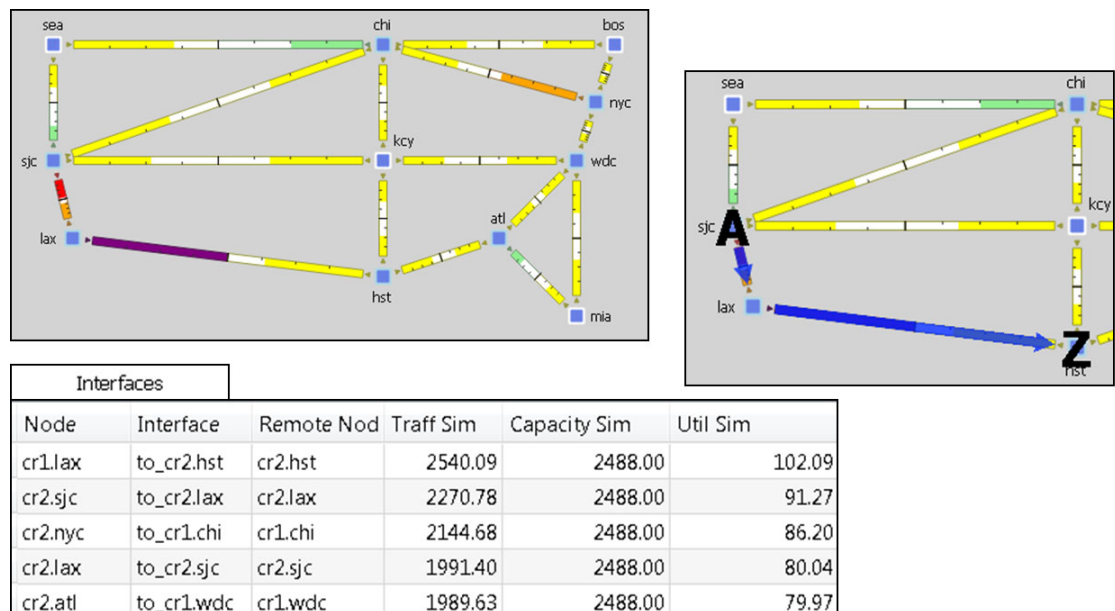 sea
chi
bos
nyc
sjc
kcy
wdc
lax
atl
hst
mia
sea
chi
kcy
sjc
A
lax
Z
hst
Interfaces
Node Interface Remote Nod Traff Sim Capacity Sim Util Sim
cr1.lax to_cr2.hst cr2.hst 2540.09 2488.00 102.09
cr2.sjc to_cr2.lax cr2.lax 2270.78 2488.00 91.27
cr2.nyc to_cr1.chi cr1.chi 2144.68 2488.00 86.20
cr2.lax to_cr2.sjc cr2.sjc 1991.40 2488.00 80.04
cr2.atl to_cr1.wdc cr1.wdc 1989.63 2488.00 79.97